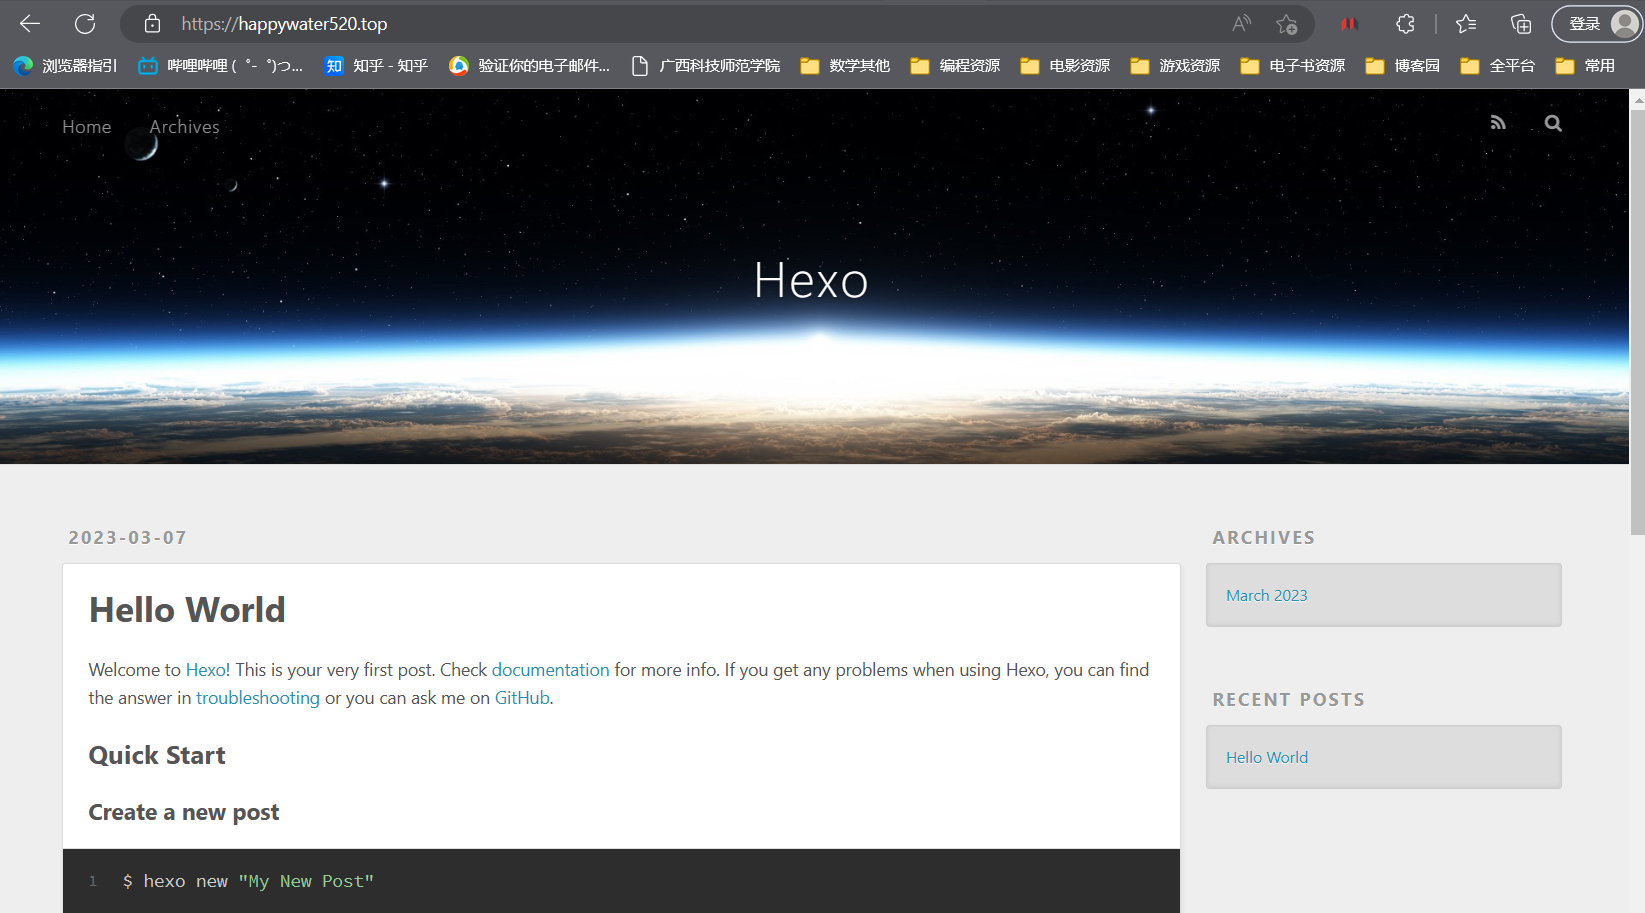 https://happywater520.top
登录
浏览器指引
哔哩哔哩 ( ゜- ゜)つ...
知 知乎 - 知乎
验证你的电子邮件...
广西科技师范学院
数学其他
编程资源
电影资源
游戏资源
电子书资源
博客园
全平台
常用
Home
Archives
Hexo
2023-03-07
Hello World
Welcome to Hexo! This is your very first post. Check documentation for more info. If you get any problems when using Hexo, you can find
the answer in troubleshooting or you can ask me on GitHub.
Quick Start
Create a new post
1 $ hexo new "My New Post"
ARCHIVES
March 2023
RECENT POSTS
Hello World